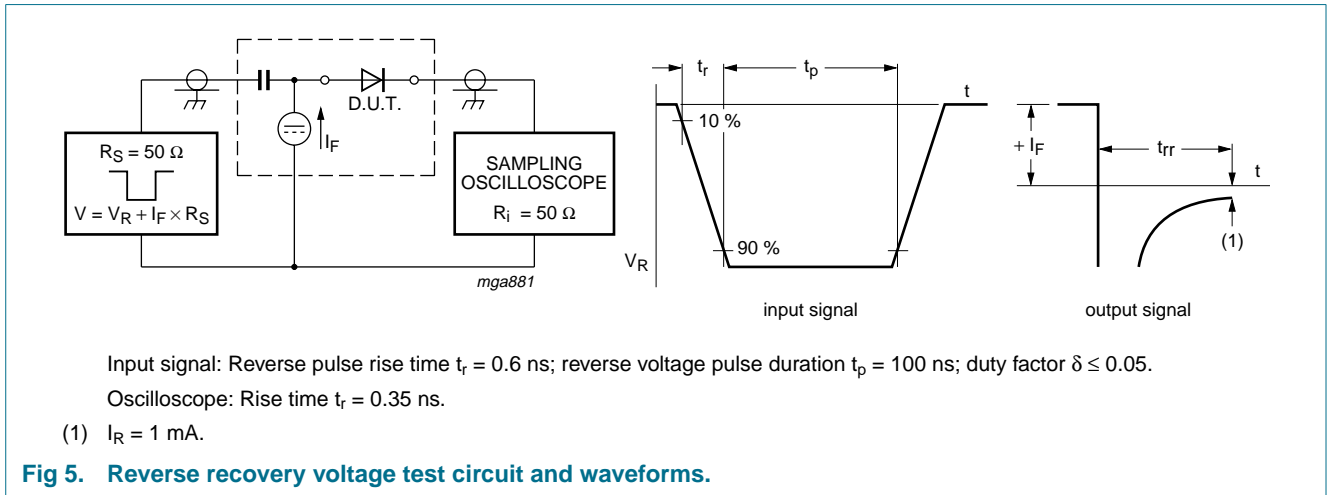 D.U.T.
I_F
R_S = 50 Ω
V = V_R + I_F × R_S
SAMPLING
OSCILLOSCOPE
R_i = 50 Ω
mga881
t_r
t_p
t
10 %
90 %
V_R
input signal
+ I_F
t_rr
t
(1)
output signal
Input signal: Reverse pulse rise time t_r = 0.6 ns; reverse voltage pulse duration t_p = 100 ns; duty factor δ ≤ 0.05.
Oscilloscope: Rise time t_r = 0.35 ns.
(1) I_R = 1 mA.
Fig 5. Reverse recovery voltage test circuit and waveforms.